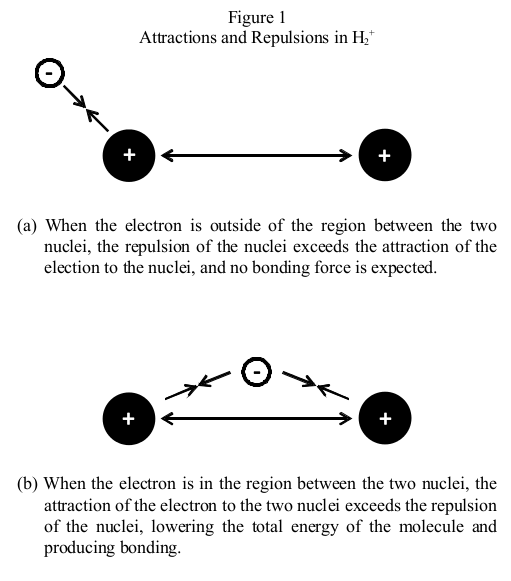 Figure 1
Attractions and Repulsions in H₂⁺
-
+
+
(a) When the electron is outside of the region between the two
nuclei, the repulsion of the nuclei exceeds the attraction of the
election to the nuclei, and no bonding force is expected.
-
+
+
(b) When the electron is in the region between the two nuclei, the
attraction of the electron to the two nuclei exceeds the repulsion
of the nuclei, lowering the total energy of the molecule and
producing bonding.